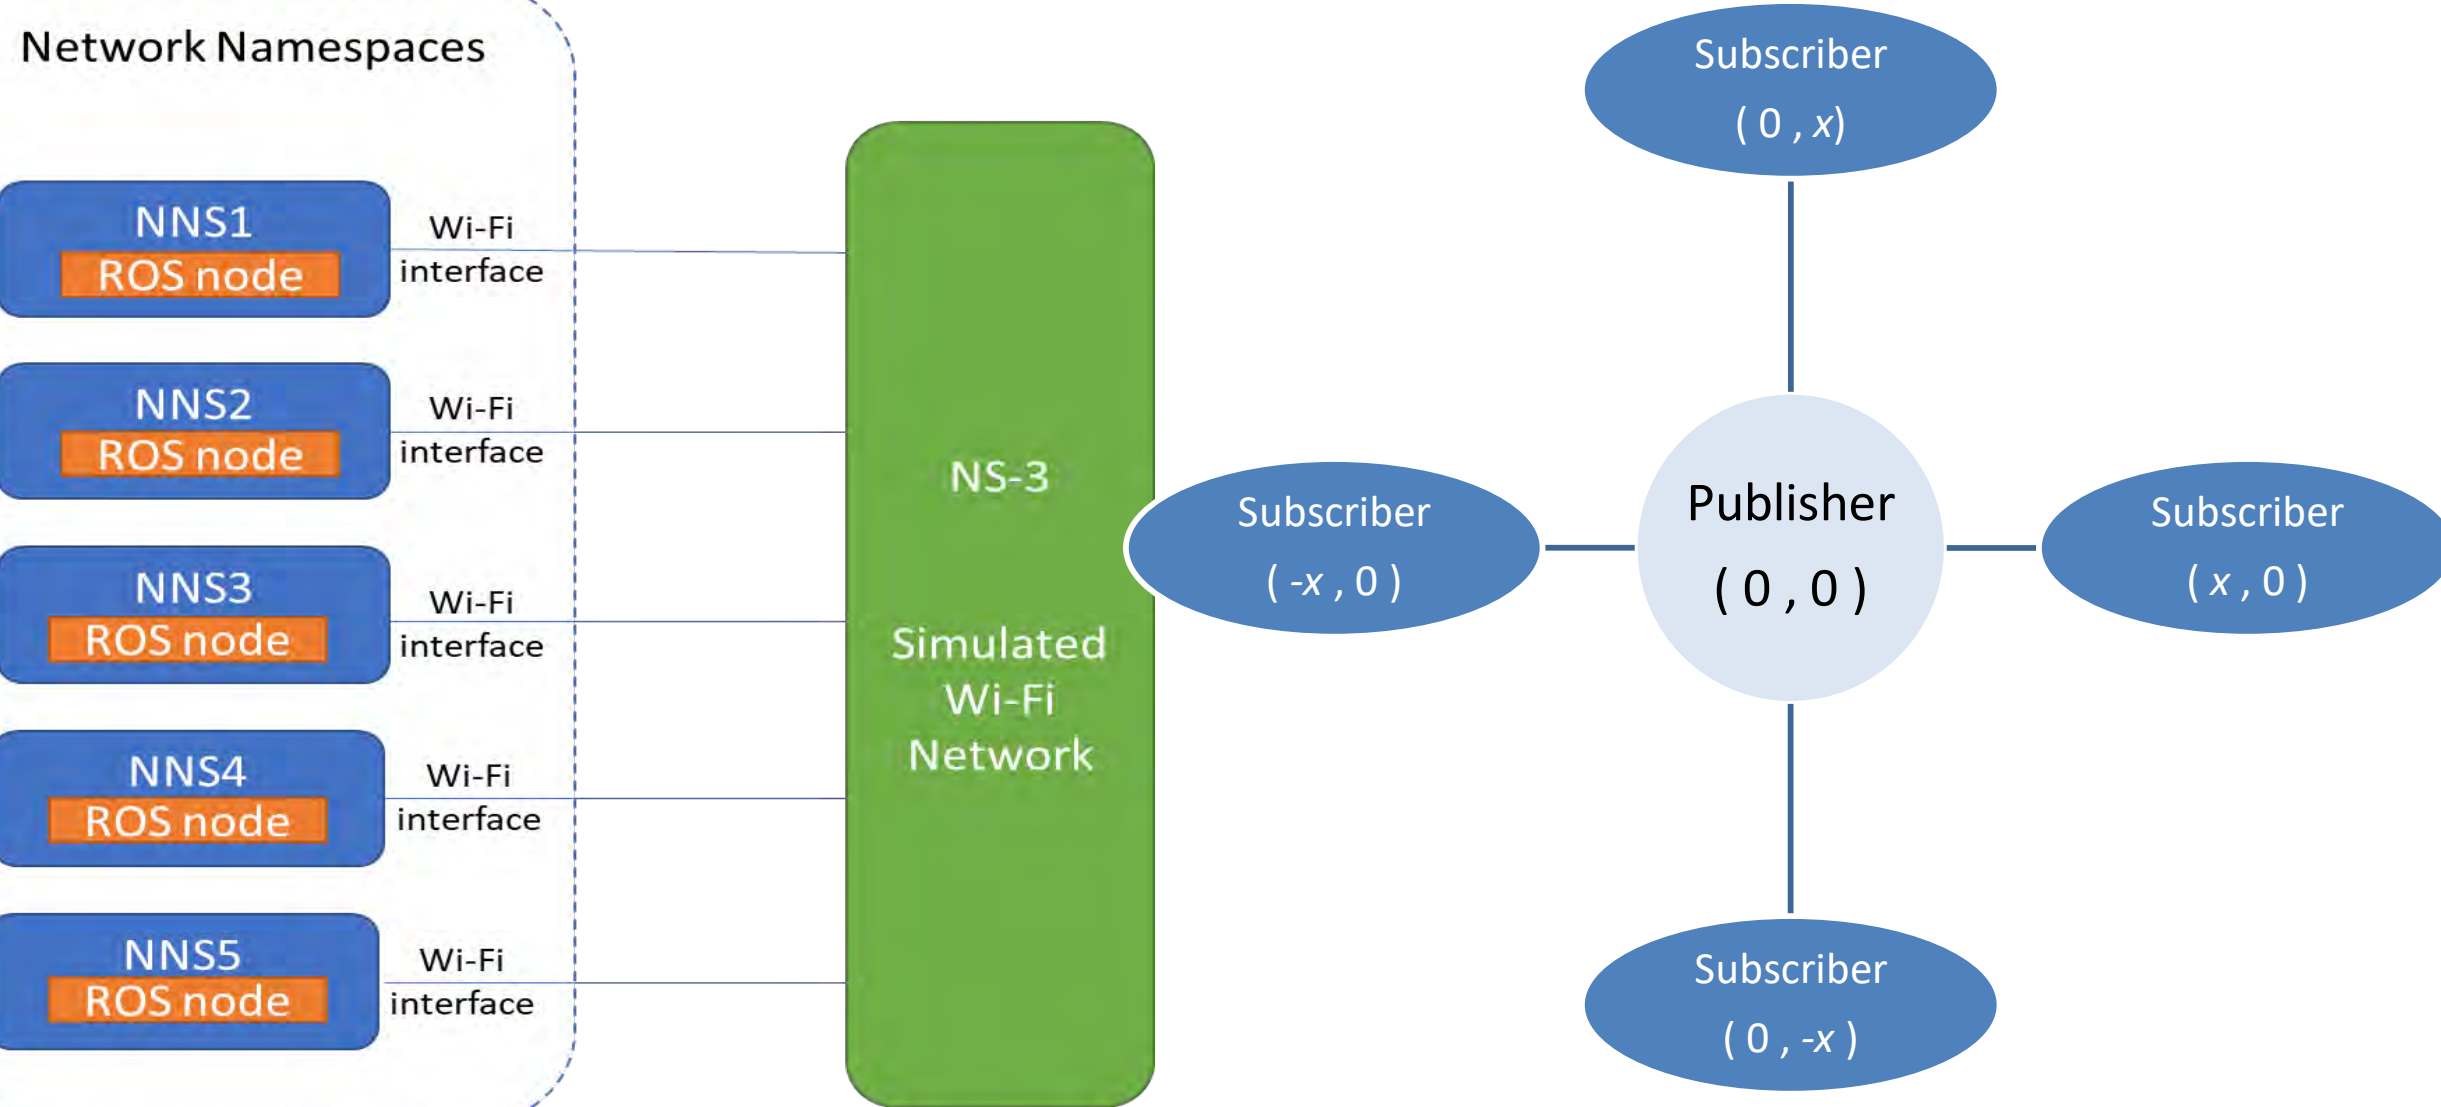 Network Namespaces
NNS1
ROS node
Wi-Fi
interface
NNS2
ROS node
Wi-Fi
interface
NNS3
ROS node
Wi-Fi
interface
NNS4
ROS node
Wi-Fi
interface
NNS5
ROS node
Wi-Fi
interface
NS-3
Simulated
Wi-Fi
Network
Subscriber
( 0 , x)
Subscriber
( -x , 0 )
Publisher
( 0 , 0 )
Subscriber
( x , 0 )
Subscriber
( 0 , -x )